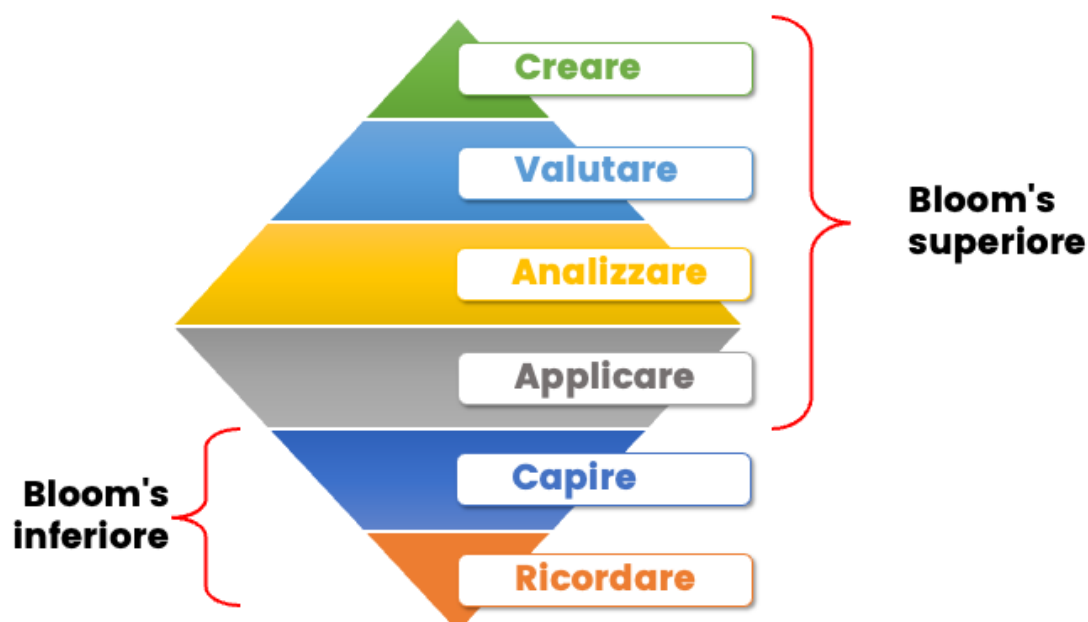 Creare
Valutare
Analizzare
Applicare
Capire
Ricordare
Bloom's
superiore
Bloom's
inferiore